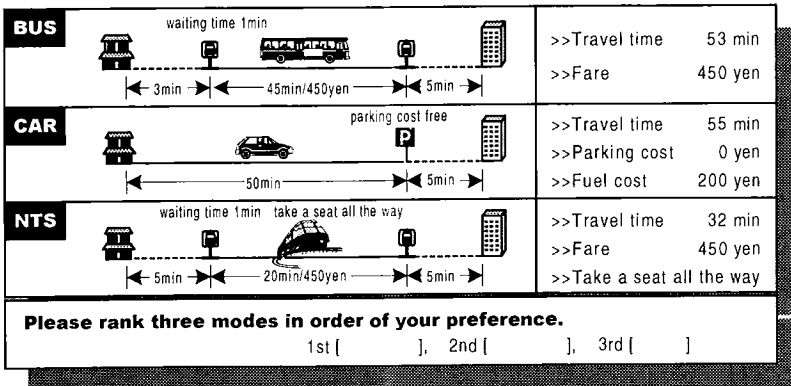 BUS
waiting time 1min
3min
45min/450yen
5min
>>Travel time 53 min
>>Fare 450 yen
CAR
parking cost free
P
50min
5min
>>Travel time 55 min
>>Parking cost 0 yen
>>Fuel cost 200 yen
NTS
waiting time 1min take a seat all the way
5min
20min/450yen
5min
>>Travel time 32 min
>>Fare 450 yen
>>Take a seat all the way
Please rank three modes in order of your preference.
1st [ ], 2nd [ ], 3rd [ ]